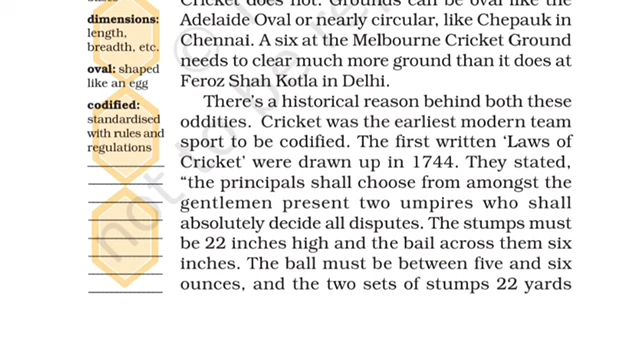 dimensions:
length,
breadth, etc.
oval: shaped
like an egg
codified:
standardised
with rules and
regulations
Cricket does not. Grounds can be oval like the
Adelaide Oval or nearly circular, like Chepauk in
Chennai. A six at the Melbourne Cricket Ground
needs to clear much more ground than it does at
Feroz Shah Kotla in Delhi.
There's a historical reason behind both these
oddities. Cricket was the earliest modern team
sport to be codified. The first written ‘Laws of
Cricket’ were drawn up in 1744. They stated,
“the principals shall choose from amongst the
gentlemen present two umpires who shall
absolutely decide all disputes. The stumps must
be 22 inches high and the bail across them six
inches. The ball must be between five and six
ounces, and the two sets of stumps 22 yards
©
not to be re